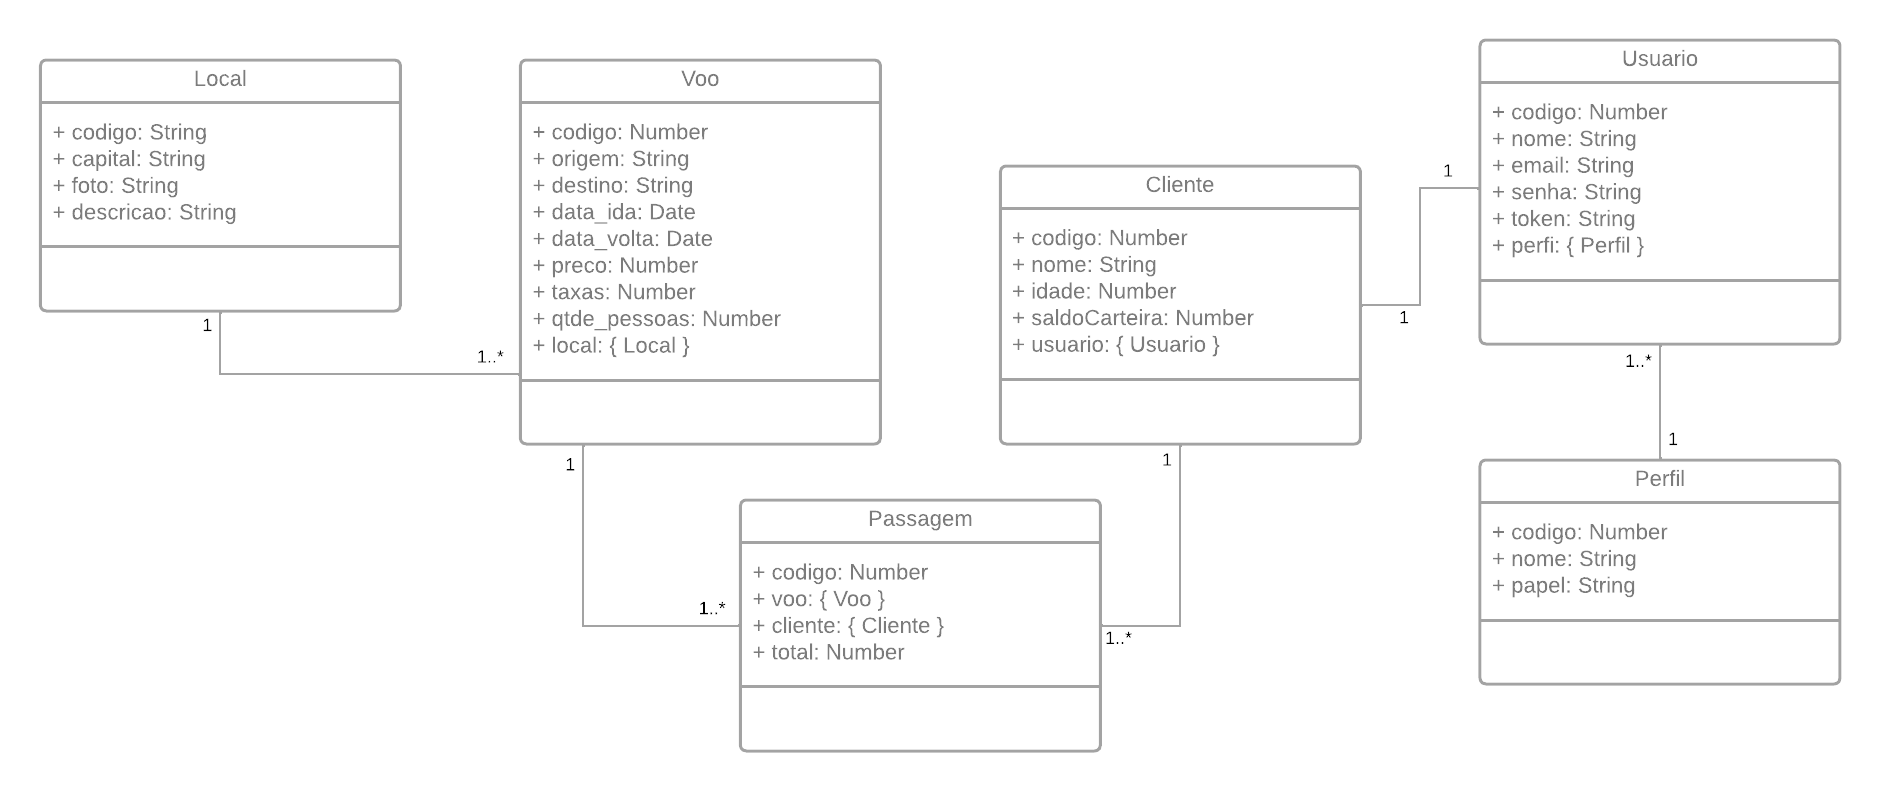 Local
+ codigo: String
+ capital: String
+ foto: String
+ descricao: String
1
1..*
Voo
+ codigo: Number
+ origem: String
+ destino: String
+ data_ida: Date
+ data_volta: Date
+ preco: Number
+ taxas: Number
+ qtde_pessoas: Number
+ local: { Local }
1
1..*
Passagem
+ codigo: Number
+ voo: { Voo }
+ cliente: { Cliente }
+ total: Number
1..*
1
Cliente
+ codigo: Number
+ nome: String
+ idade: Number
+ saldoCarteira: Number
+ usuario: { Usuario }
1
1
Usuario
+ codigo: Number
+ nome: String
+ email: String
+ senha: String
+ token: String
+ perfi: { Perfil }
1..*
1
Perfil
+ codigo: Number
+ nome: String
+ papel: String